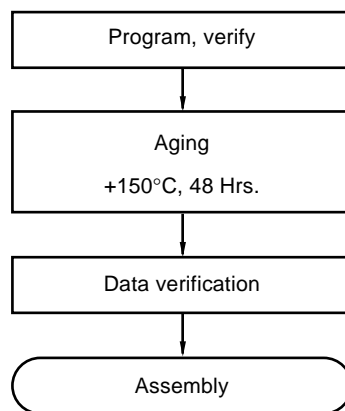 Program, verify
Aging
+150°C, 48 Hrs.
Data verification
Assembly